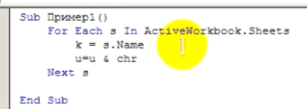 Sub Пример1()
For Each s In ActiveWorkbook.Sheets
k = s.Name
u=u & chr
Next s
End Sub